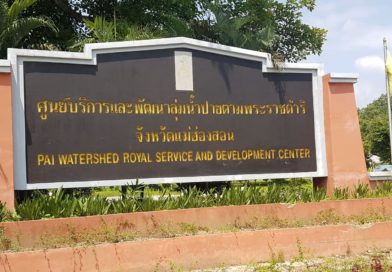 ศูนย์บริการและพัฒนาลุ่มน้ำปายตามพระราชดำริ
จังหวัดแม่ฮ่องสอน
PAI WATERSHED ROYAL SERVICE AND DEVELOPMENT CENTER